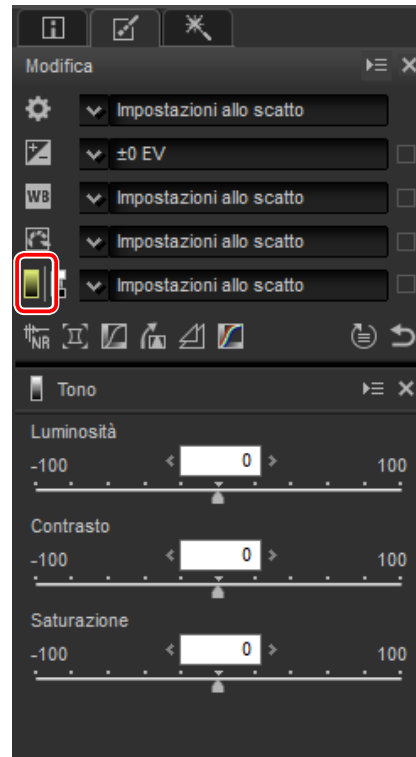 Modifica
Impostazioni allo scatto
±0 EV
WB Impostazioni allo scatto
Impostazioni allo scatto
Impostazioni allo scatto
NR
Tono
Luminosità
-100 0 100
Contrasto
-100 0 100
Saturazione
-100 0 100